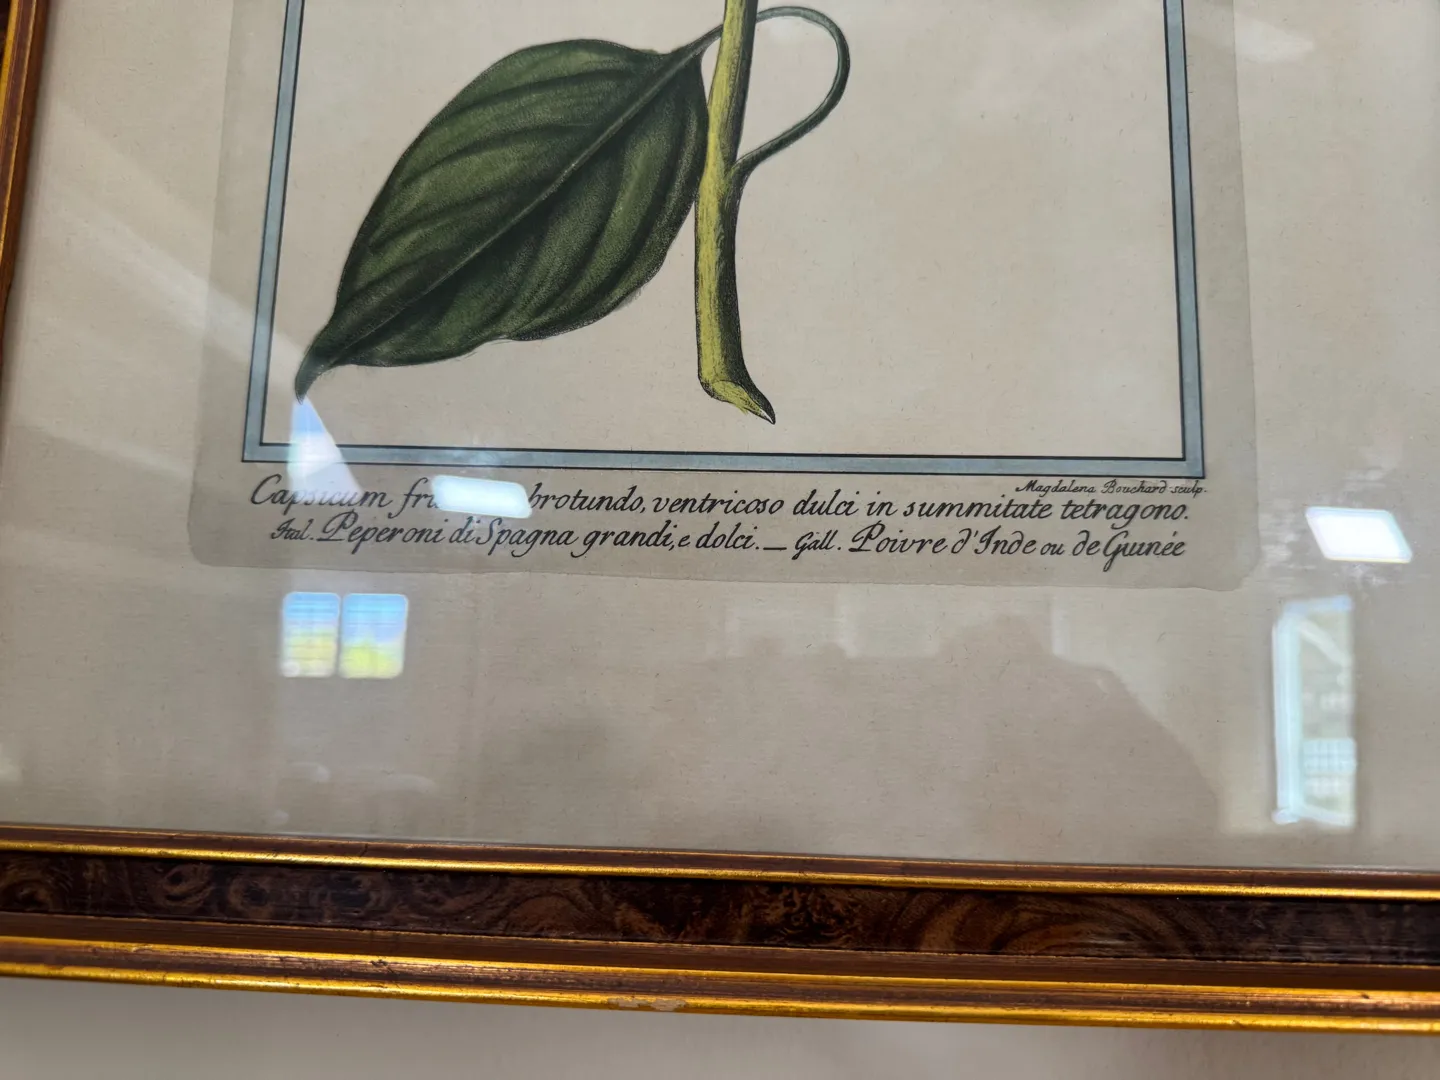 Magdalena Bouchard sculp.
Capsicum brotundo, ventricoso dulci in summitate tetragono.
Ital. Peperoni di Spagna grandi, e dolci. — Gall. Poivre d'Inde ou de Guinée